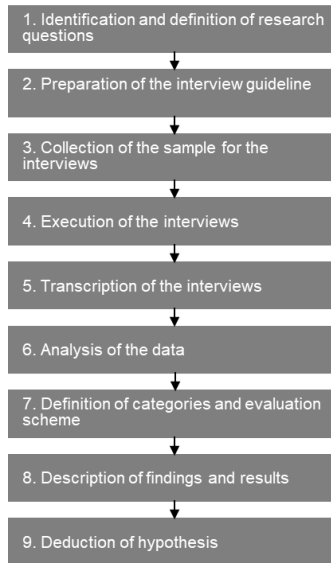 1. Identification and definition of research
questions
2. Preparation of the interview guideline
3. Collection of the sample for the
interviews
4. Execution of the interviews
5. Transcription of the interviews
6. Analysis of the data
7. Definition of categories and evaluation
scheme
8. Description of findings and results
9. Deduction of hypothesis